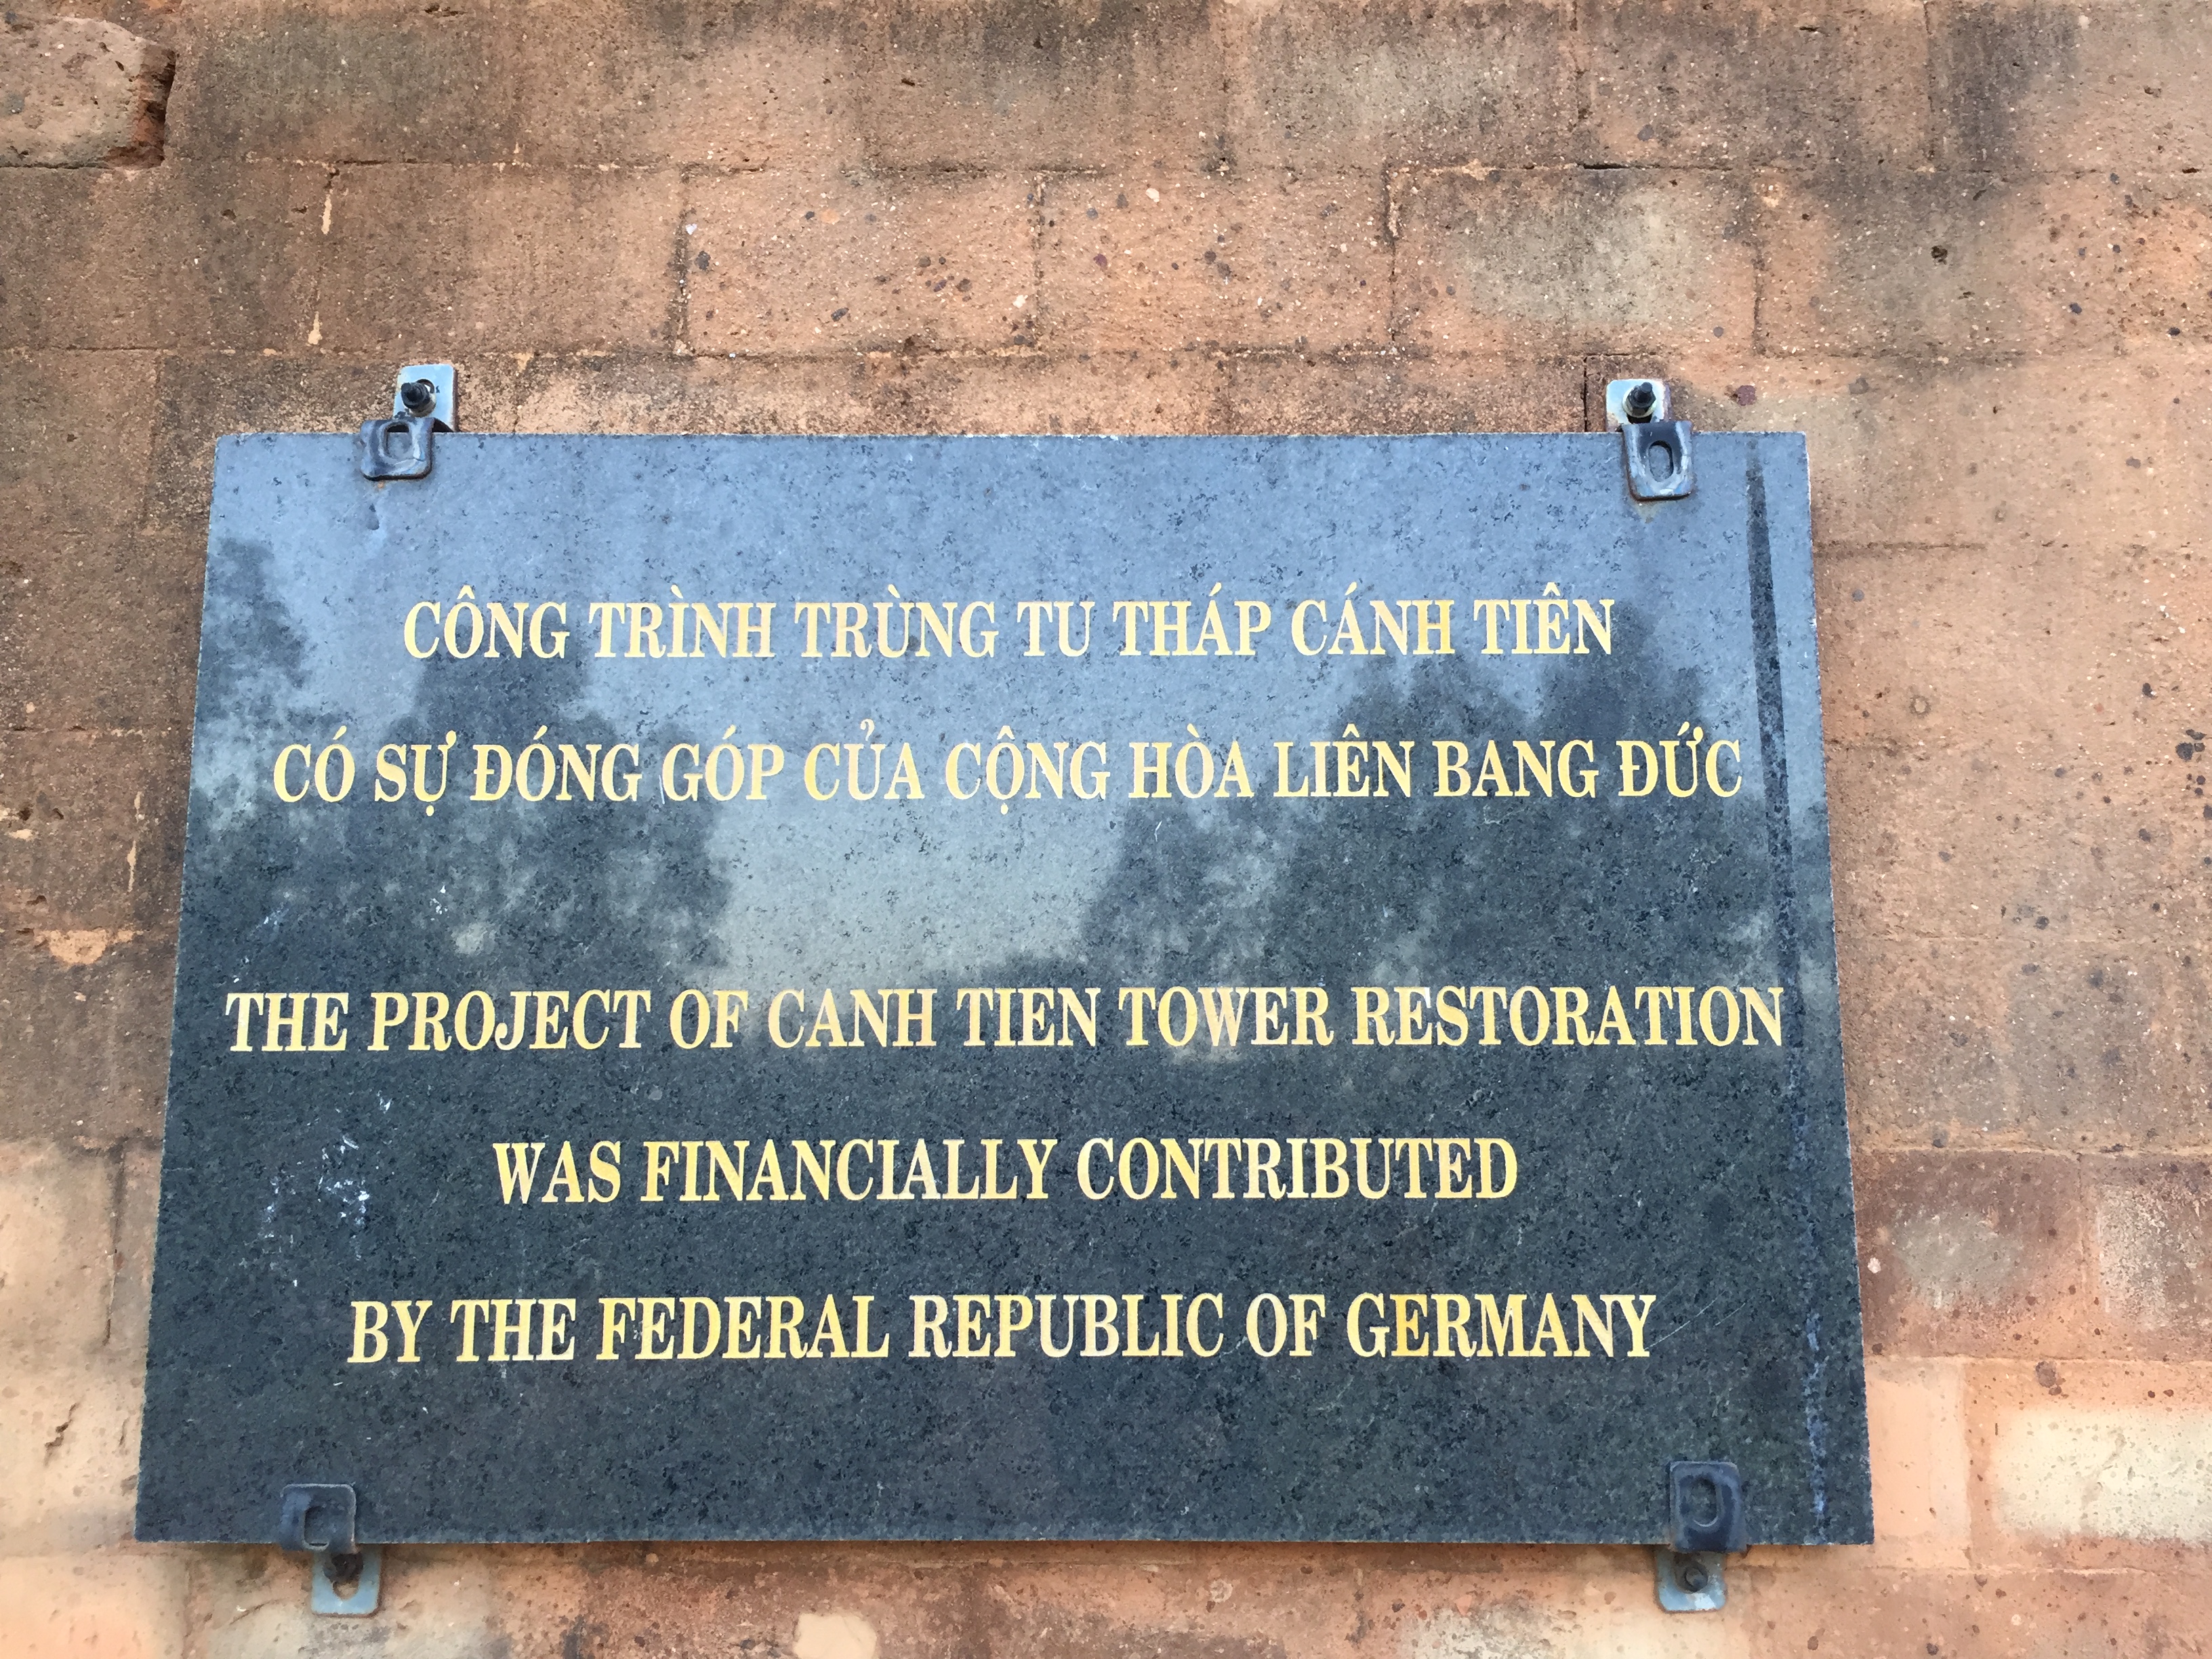 CÔNG TRÌNH TRÙNG TU THÁP CÁNH TIÊN
CÓ SỰ ĐÓNG GÓP CỦA CỘNG HÒA LIÊN BANG ĐỨC
THE PROJECT OF CANH TIEN TOWER RESTORATION
WAS FINANCIALLY CONTRIBUTED
BY THE FEDERAL REPUBLIC OF GERMANY